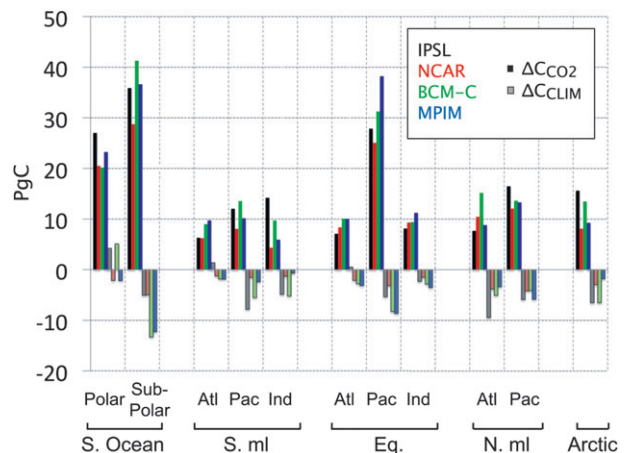 50
40
30
20
10
0
-10
-20
PgC
IPSL
NCAR
BCM-C
MPIM
ΔCCO2
ΔCCLIM
Polar
Sub-
Polar
Atl Pac Ind
Atl Pac Ind
Atl Pac
S. Ocean
S. ml
Eq.
N. ml
Arctic